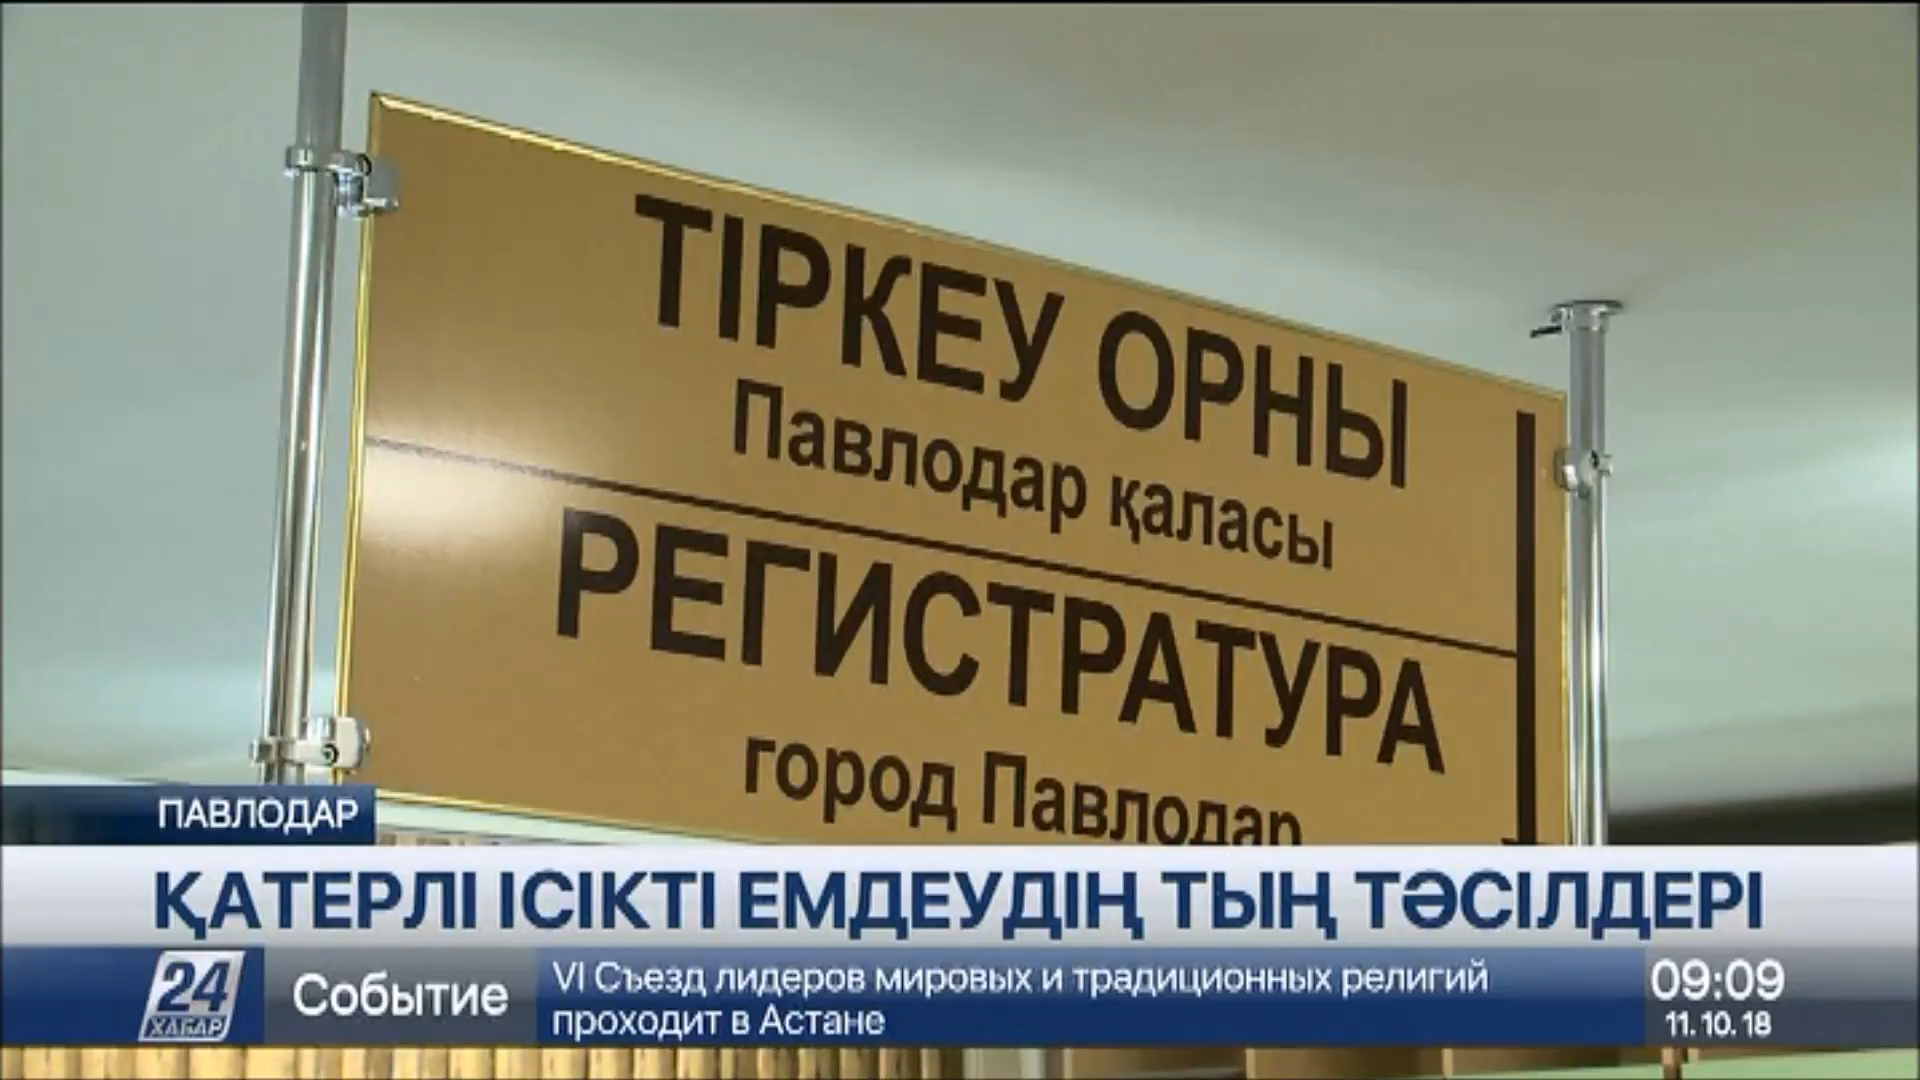 ТІРКЕУ ОРНЫ
Павлодар қаласы
РЕГИСТРАТУРА
город Павлодар
ПАВЛОДАР
ҚАТЕРЛІ ІСІКТІ ЕМДЕУДІҢ ТЫҢ ТӘСІЛДЕРІ
24
ХАБАР
Событие
VI Съезд лидеров мировых и традиционных религий
проходит в Астане
09:09
11.10.18